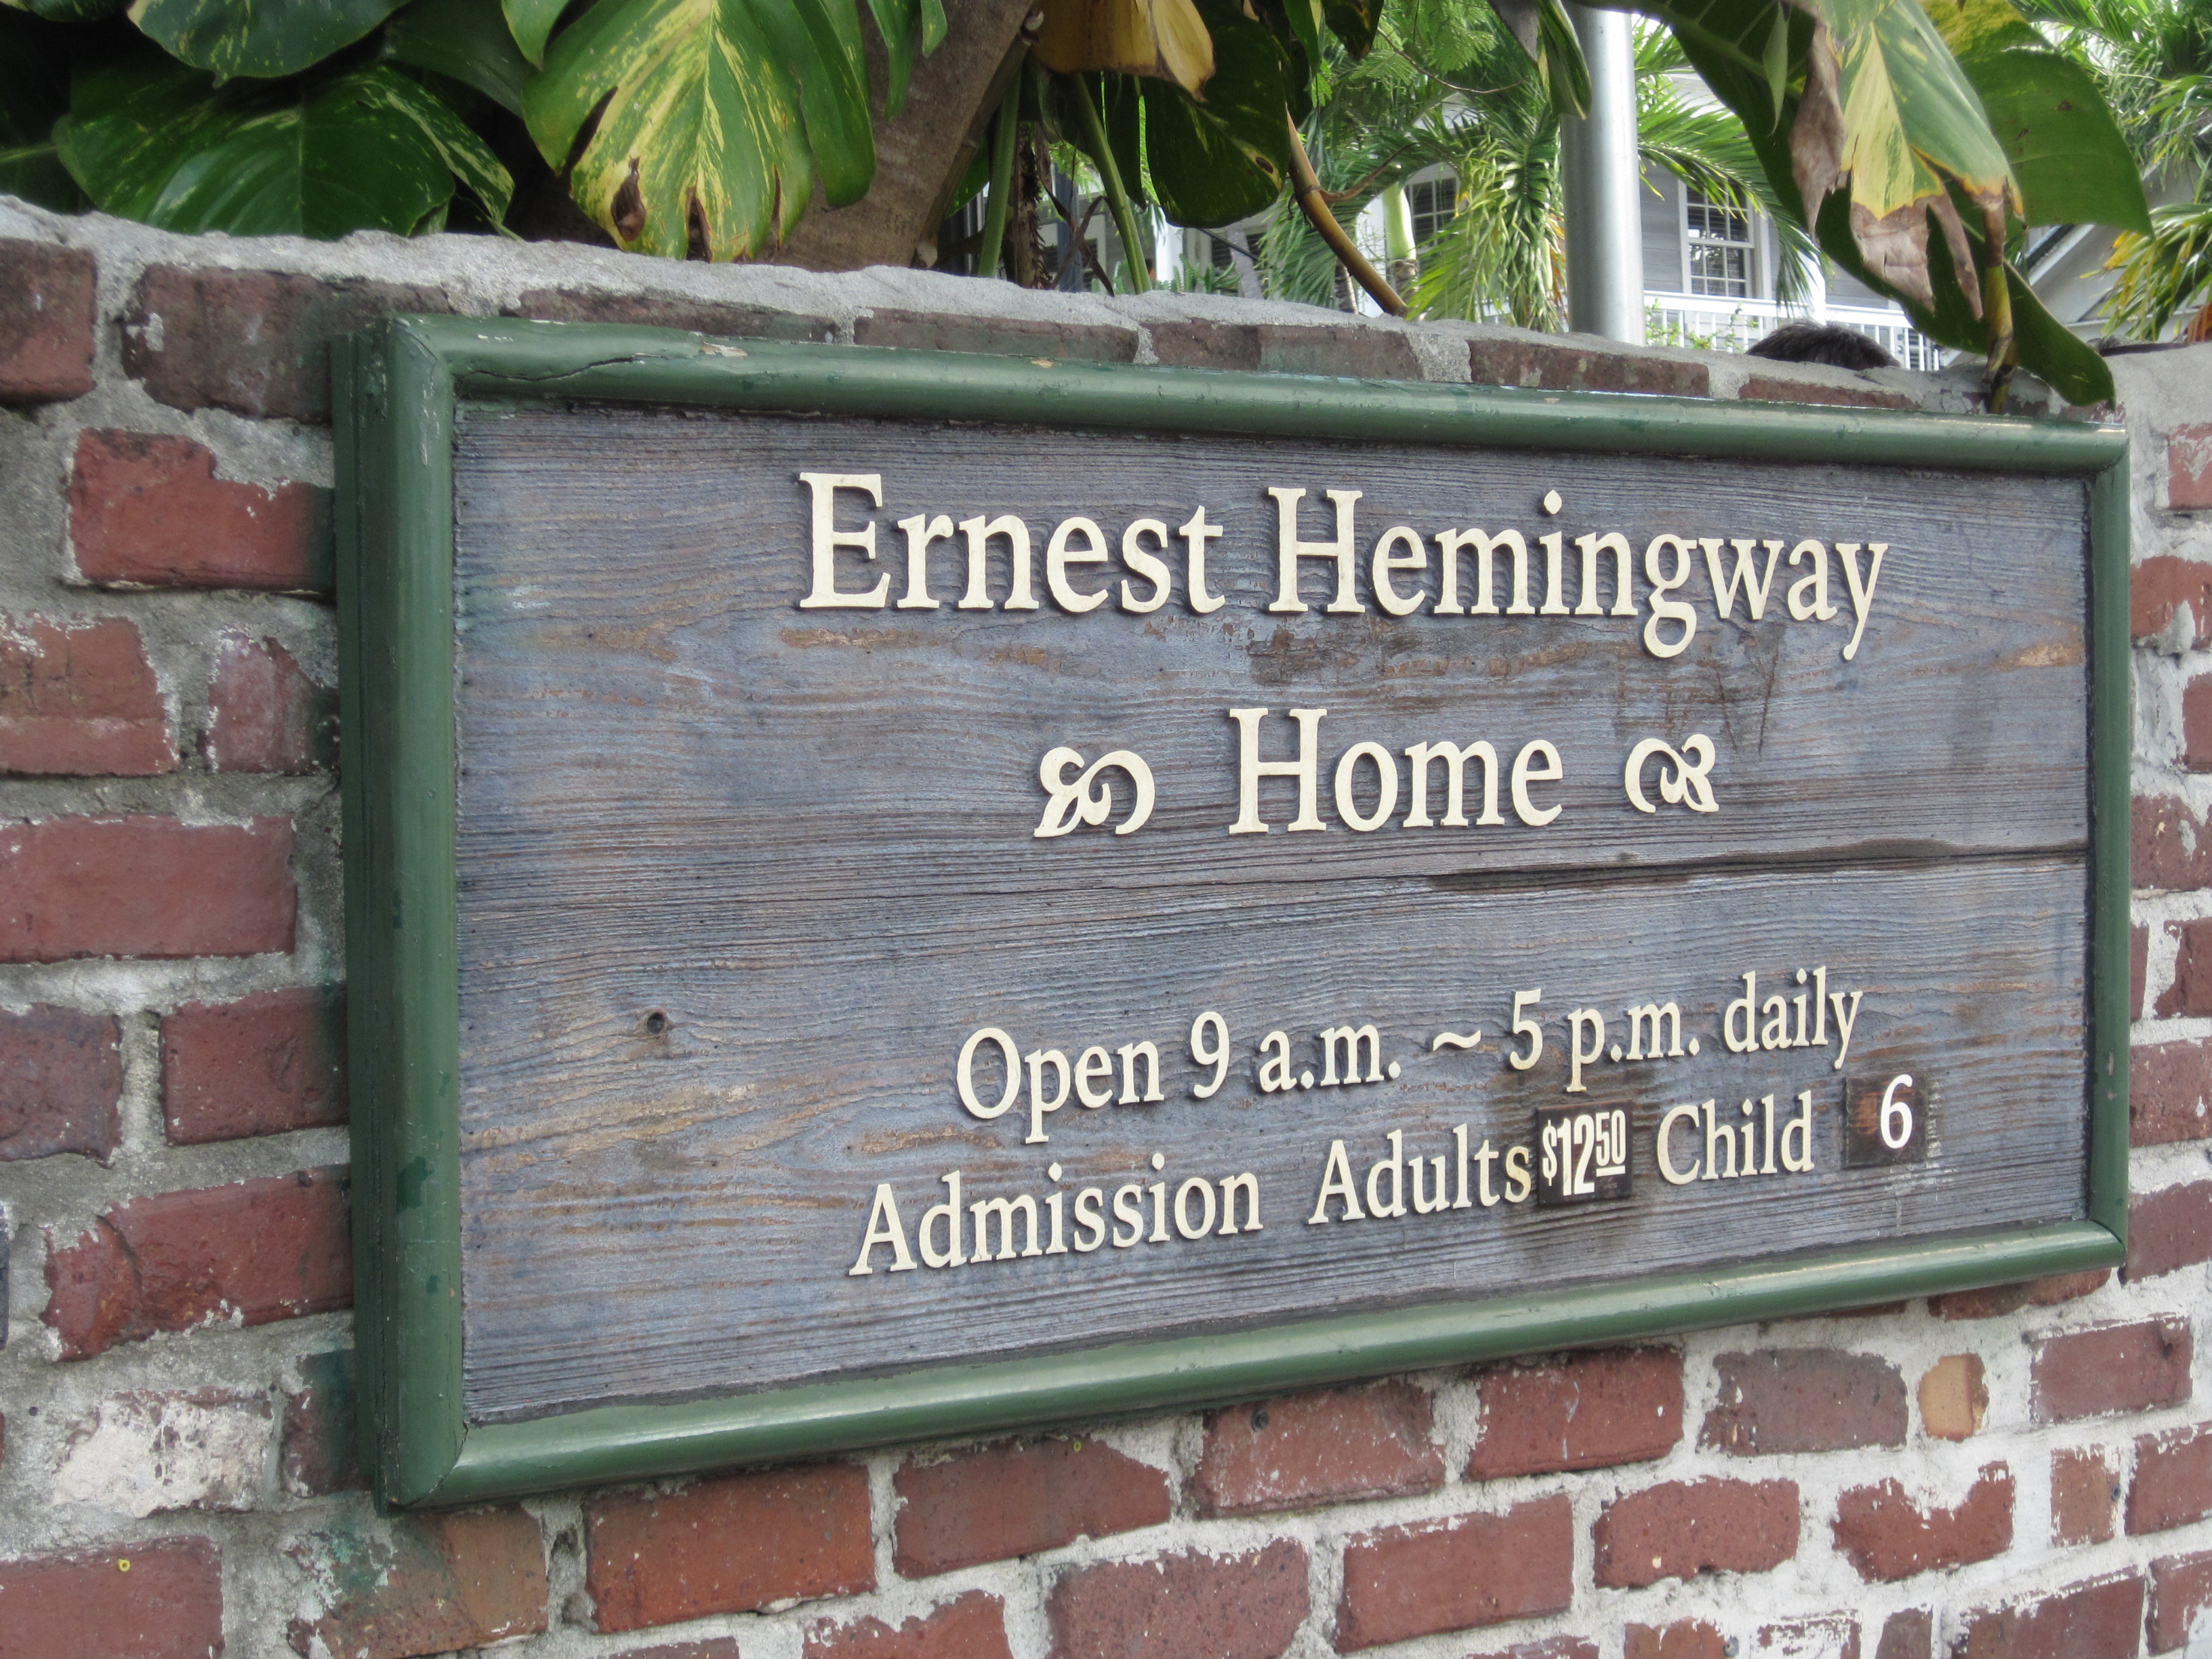 Ernest Hemingway
Home
Open 9 a.m. ~ 5 p.m. daily
Admission Adults $12.50 Child 6